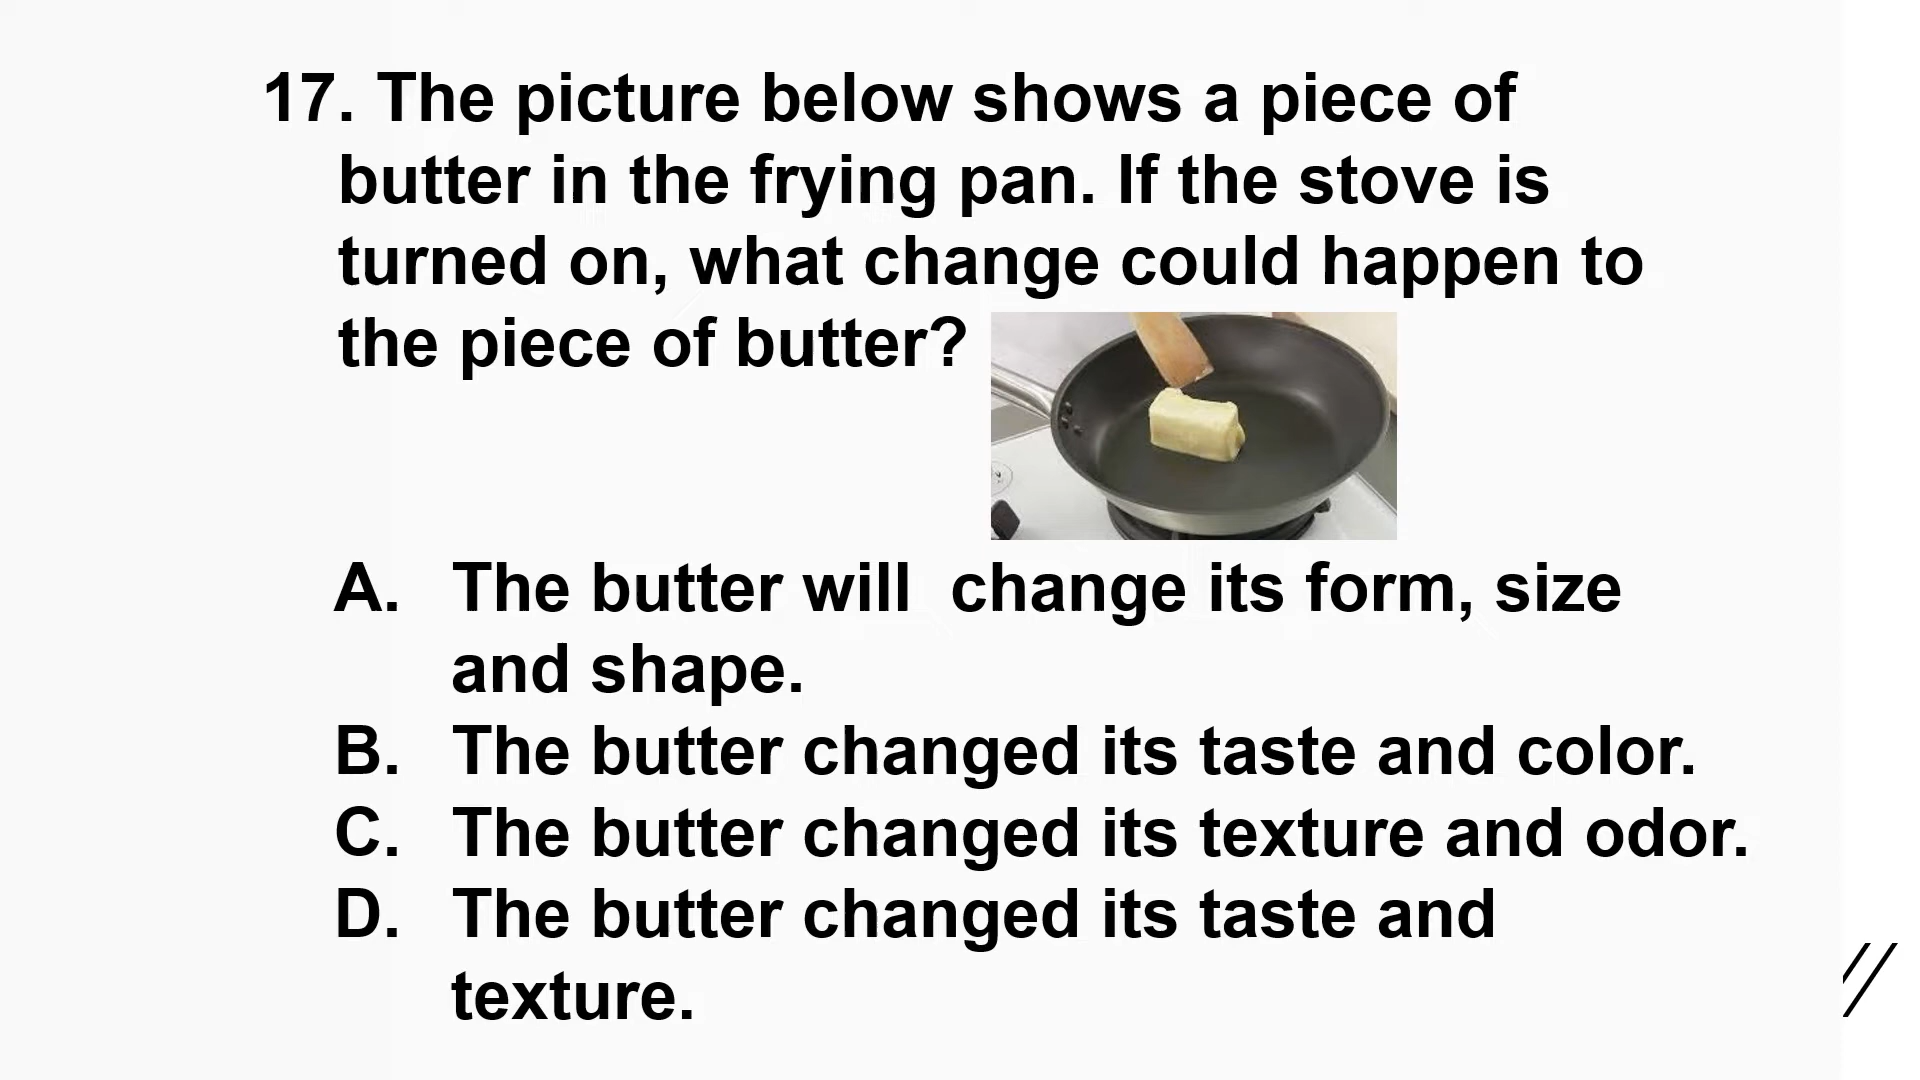 17. The picture below shows a piece of
butter in the frying pan. If the stove is
turned on, what change could happen to
the piece of butter?
A. The butter will change its form, size
and shape.
B. The butter changed its taste and color.
C. The butter changed its texture and odor.
D. The butter changed its taste and
texture.